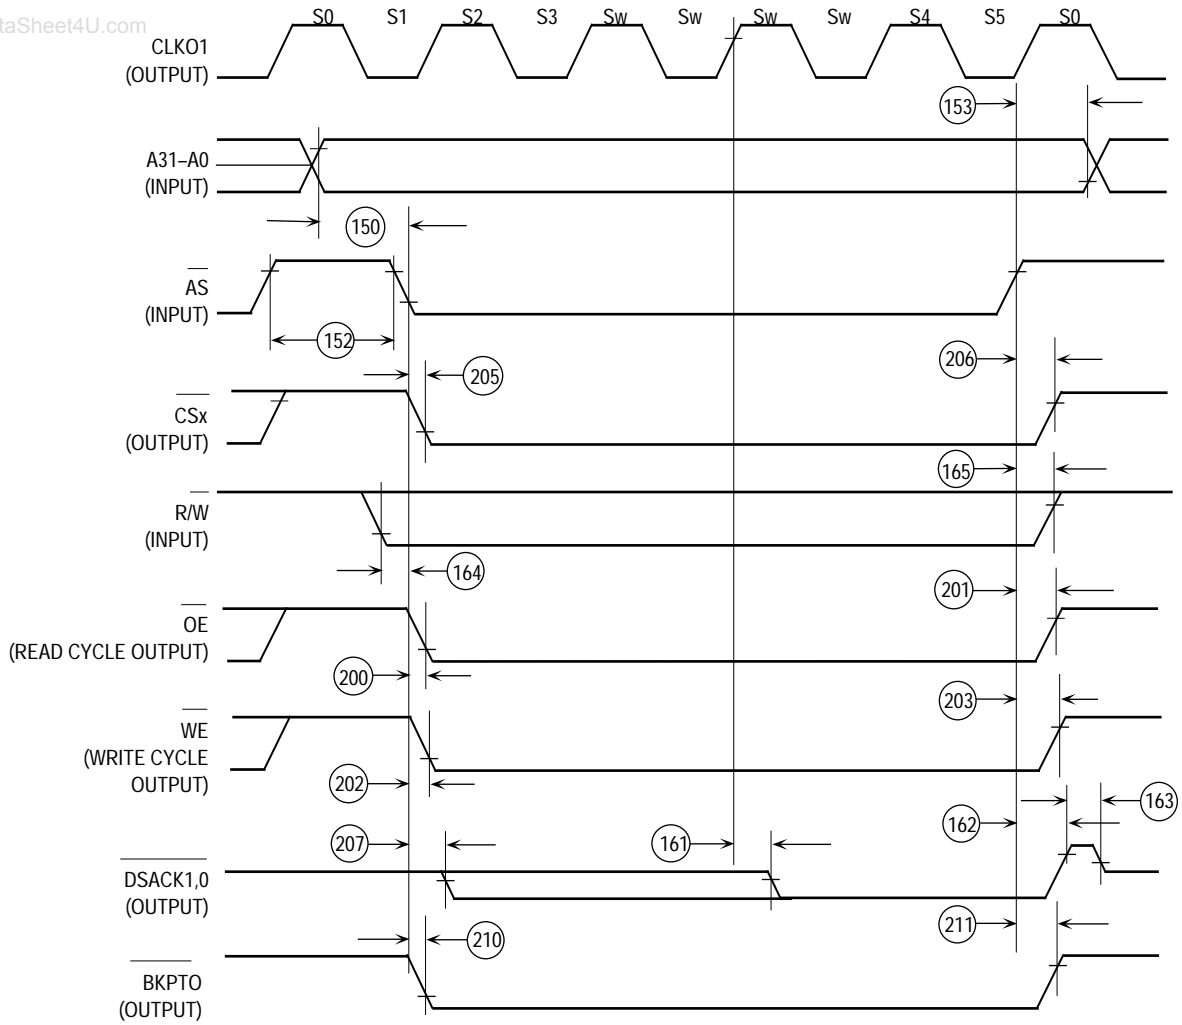 taSheet4U.com
S0 S1 S2 S3 Sw Sw Sw Sw S4 S5 S0
CLKO1
(OUTPUT)
153
A31–A0
(INPUT)
150
AS
(INPUT)
152
205
206
CSx
(OUTPUT)
165
R/W
(INPUT)
164
201
OE
(READ CYCLE OUTPUT)
200
203
WE
(WRITE CYCLE
OUTPUT)
202
163
162
207
161
DSACK1,0
(OUTPUT)
211
210
BKPTO
(OUTPUT)